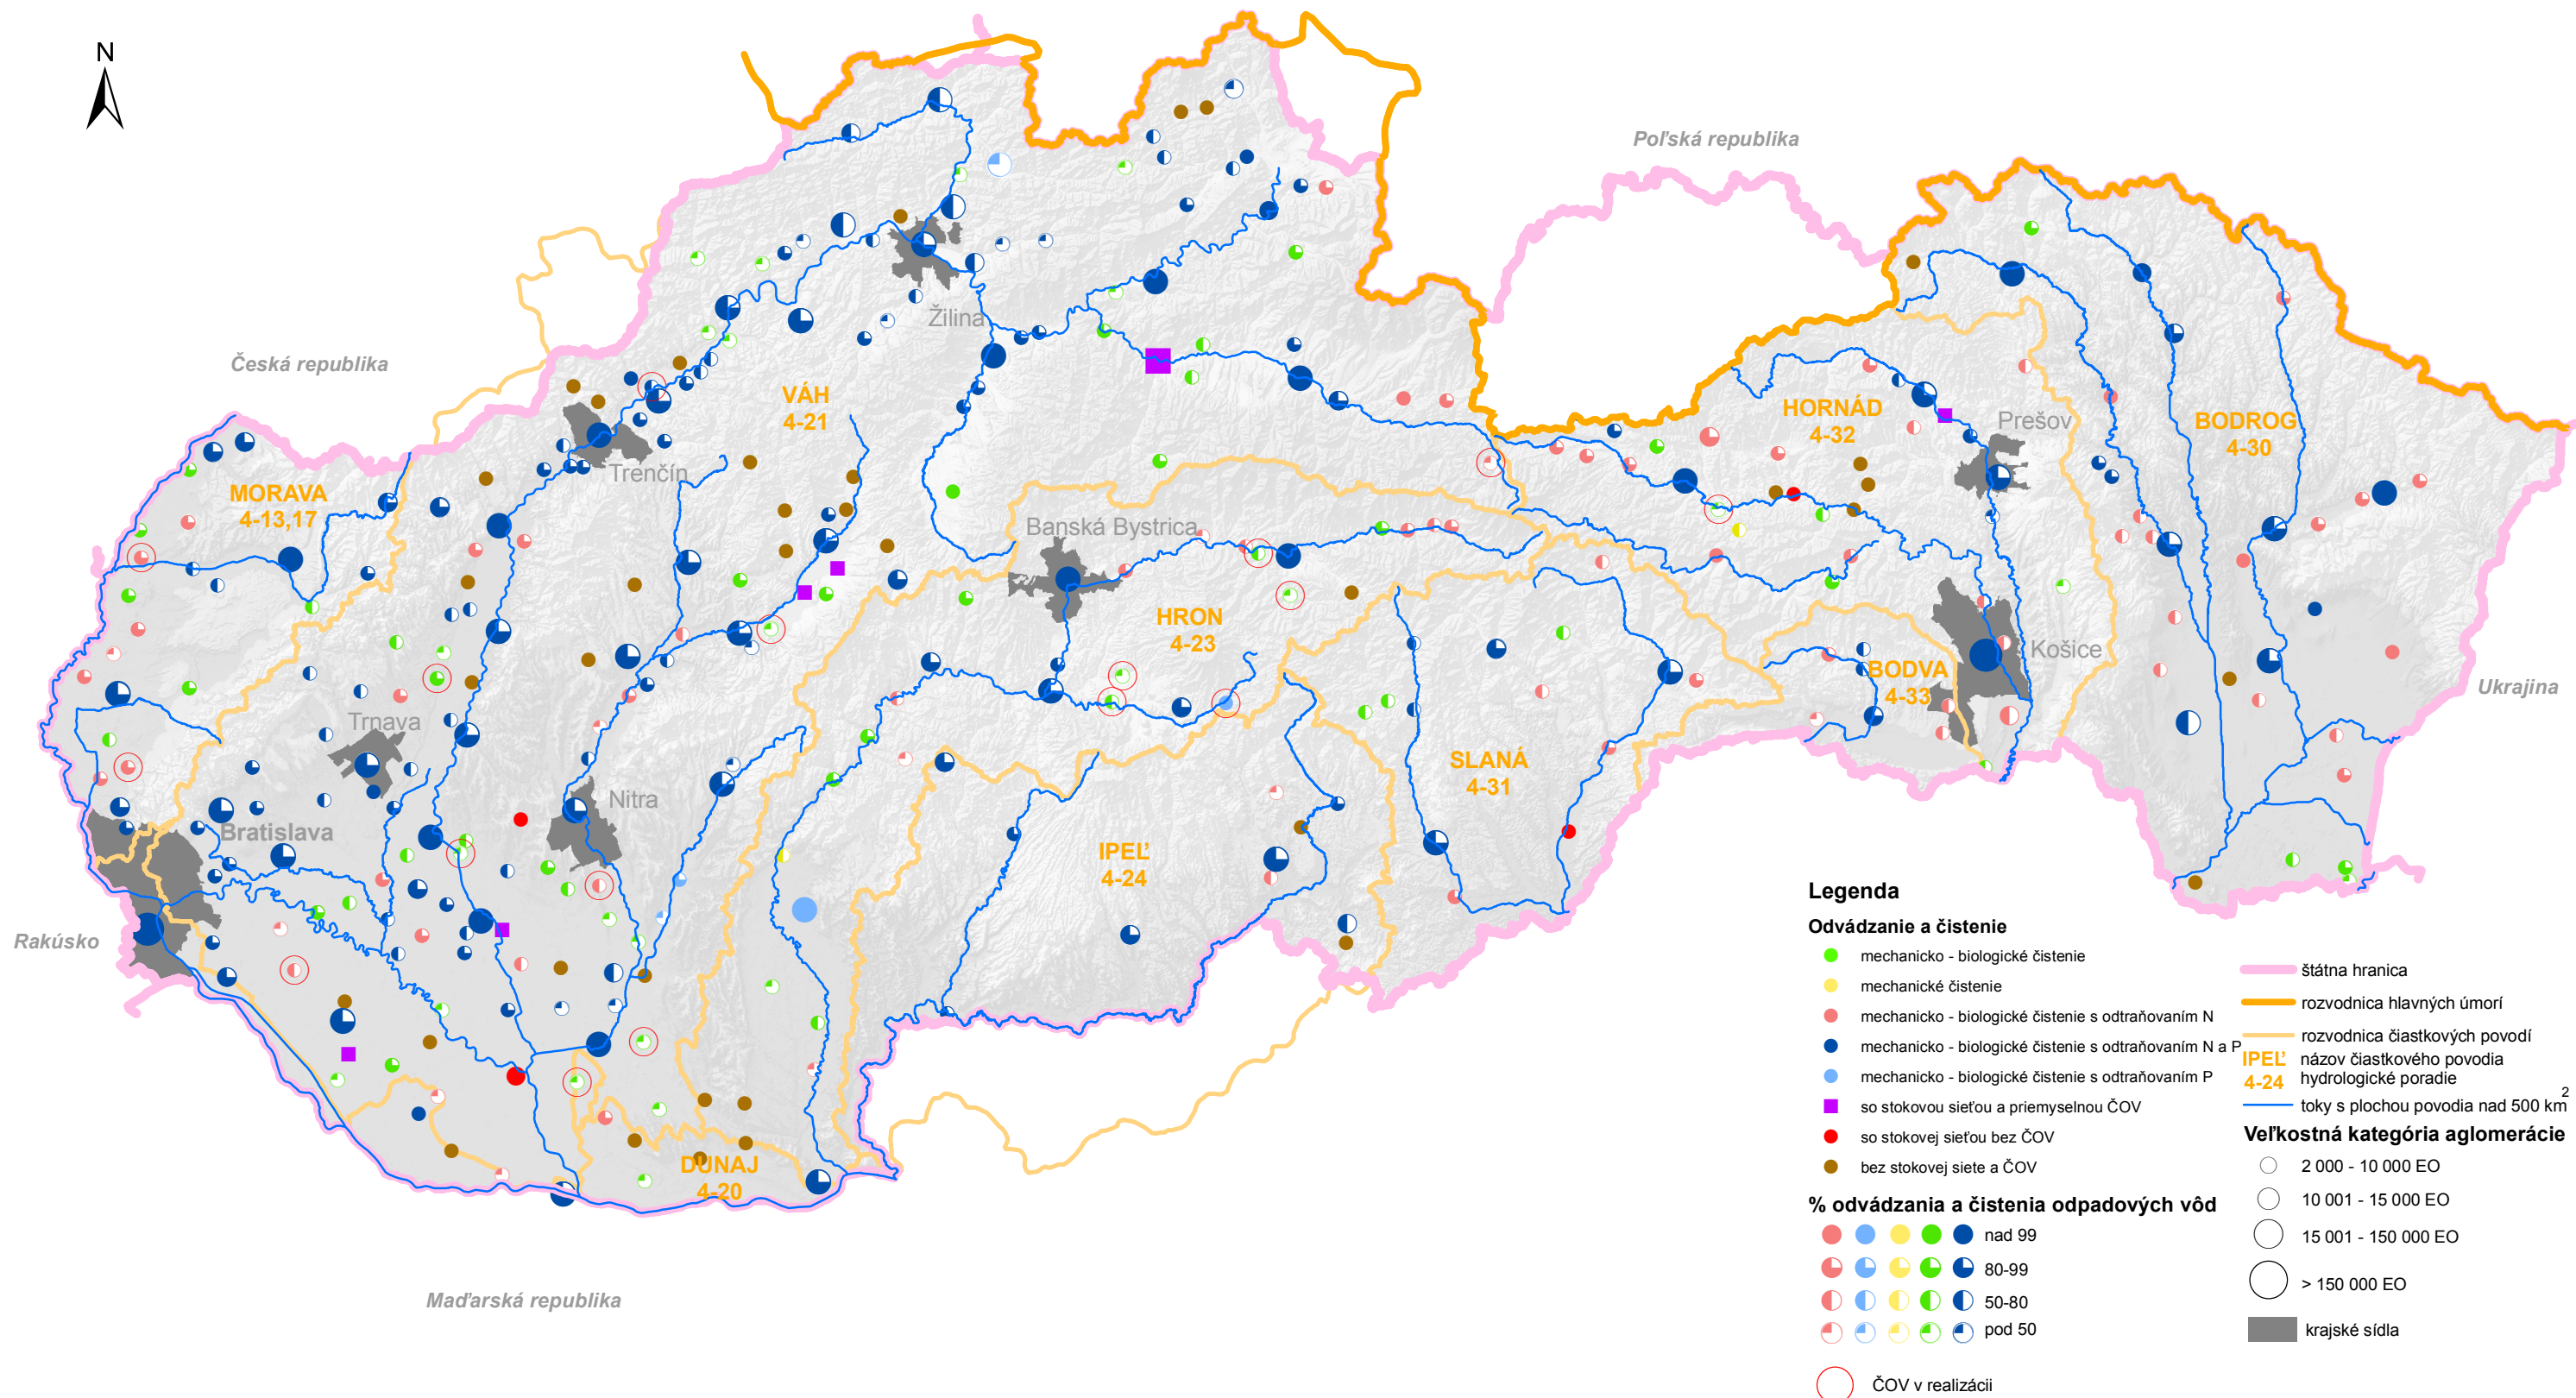 N
Poľská republika
Česká republika
Žilina
VÁH
4-21
HORNÁD
4-32
Prešov
BODROG
4-30
Trenčín
MORAVA
4-13,17
Banská Bystrica
HRON
4-23
Košice
BODVA
4-33
Ukrajina
Trnava
SLANÁ
4-31
Nitra
Bratislava
IPEĽ
4-24
Rakúsko
DUNAJ
4-20
Maďarská republika
Legenda
Odvádzanie a čistenie
mechanicko - biologické čistenie
mechanické čistenie
mechanicko - biologické čistenie s odtraňovaním N
mechanicko - biologické čistenie s odtraňovaním N a P
mechanicko - biologické čistenie s odtraňovaním P
so stokovou sieťou a priemyselnou ČOV
so stokovej sieťou bez ČOV
bez stokovej siete a ČOV
% odvádzania a čistenia odpadových vôd
nad 99
80-99
50-80
pod 50
ČOV v realizácii
štátna hranica
rozvodnica hlavných úmorí
rozvodnica čiastkových povodí
IPEĽ názov čiastkového povodia
4-24 hydrologické poradie
toky s plochou povodia nad 500 km2
Veľkostná kategória aglomerácie
2 000 - 10 000 EO
10 001 - 15 000 EO
15 001 - 150 000 EO
> 150 000 EO
krajské sídla